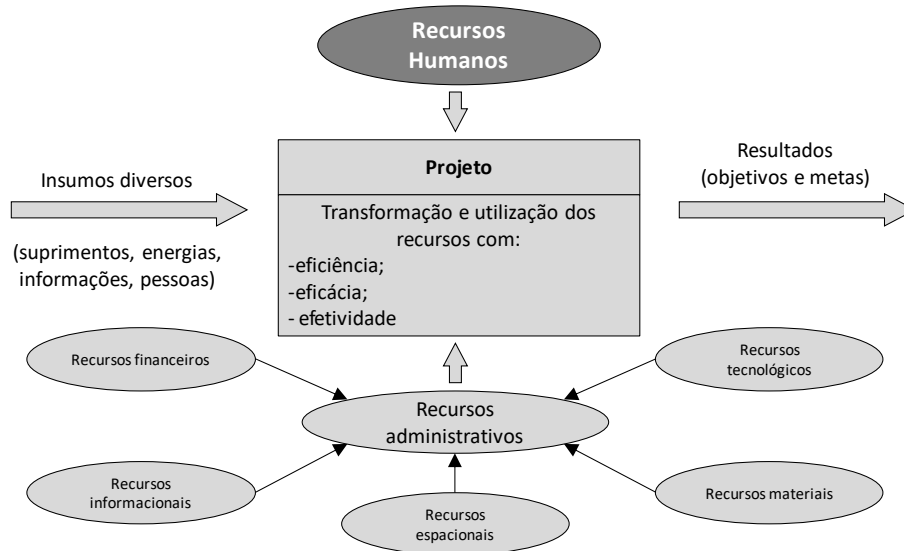 Recursos
Humanos
Projeto
Insumos diversos
(suprimentos, energias,
informações, pessoas)
Transformação e utilização dos
recursos com:
-eficiência;
-eficácia;
- efetividade
Resultados
(objetivos e metas)
Recursos financeiros
Recursos
tecnológicos
Recursos
administrativos
Recursos
informacionais
Recursos
espacionais
Recursos materiais